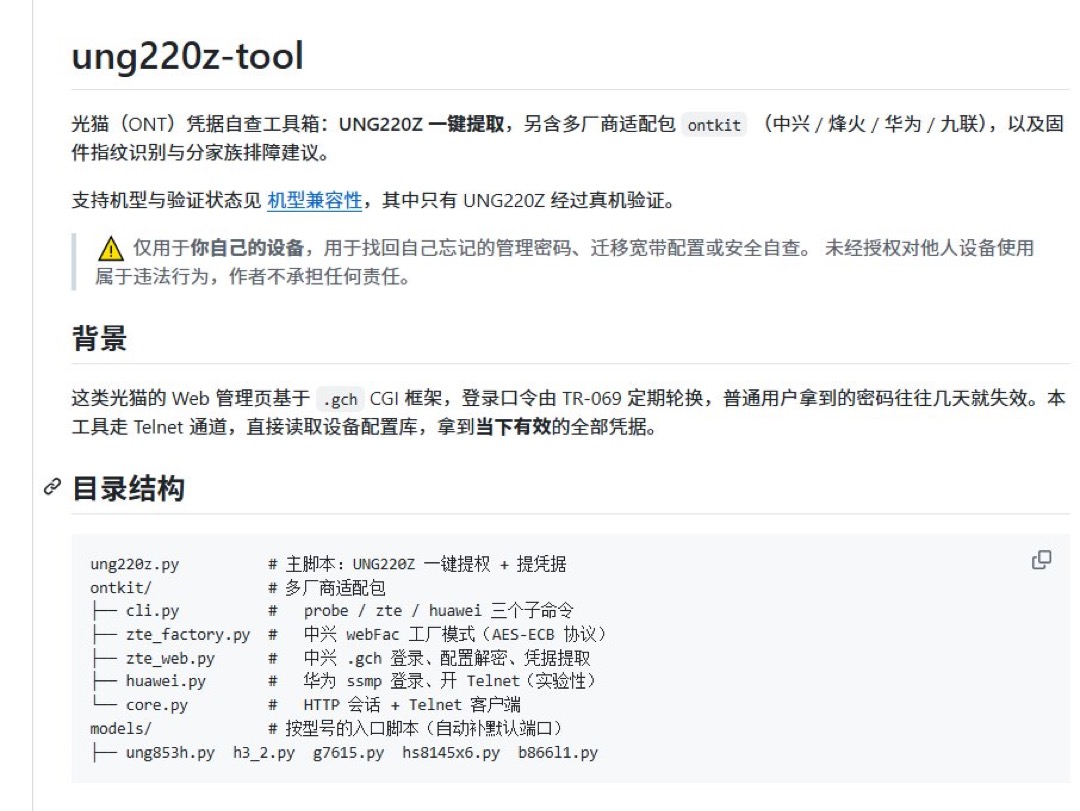 ung220z-tool
光猫（ONT）凭据自查工具箱：UNG220Z 一键提取，另含多厂商适配包 ontkit （中兴 / 烽火 / 华为 / 九联），以及固
件指纹识别与分家族排障建议。
支持机型与验证状态见 机型兼容性，其中只有 UNG220Z 经过真机验证。
⚠️ 仅用于你自己的设备，用于找回自己忘记的管理密码、迁移宽带配置或安全自查。 未经授权对他人设备使用
属于违法行为，作者不承担任何责任。
背景
这类光猫的 Web 管理页基于 .gch CGI 框架，登录口令由 TR-069 定期轮换，普通用户拿到的密码往往几天就失效。本
工具走 Telnet 通道，直接读取设备配置库，拿到当下有效的全部凭据。
目录结构
ung220z.py # 主脚本：UNG220Z 一键提权 + 提凭据
ontkit/ # 多厂商适配包
├── cli.py # probe / zte / huawei 三个子命令
├── zte_factory.py # 中兴 webFac 工厂模式（AES-ECB 协议）
├── zte_web.py # 中兴 .gch 登录、配置解密、凭据提取
├── huawei.py # 华为 ssmp 登录、开 Telnet（实验性）
└── core.py # HTTP 会话 + Telnet 客户端
models/ # 按型号的入口脚本（自动补默认端口）
├── ung853h.py h3_2.py g7615.py hs8145x6.py b866l1.py